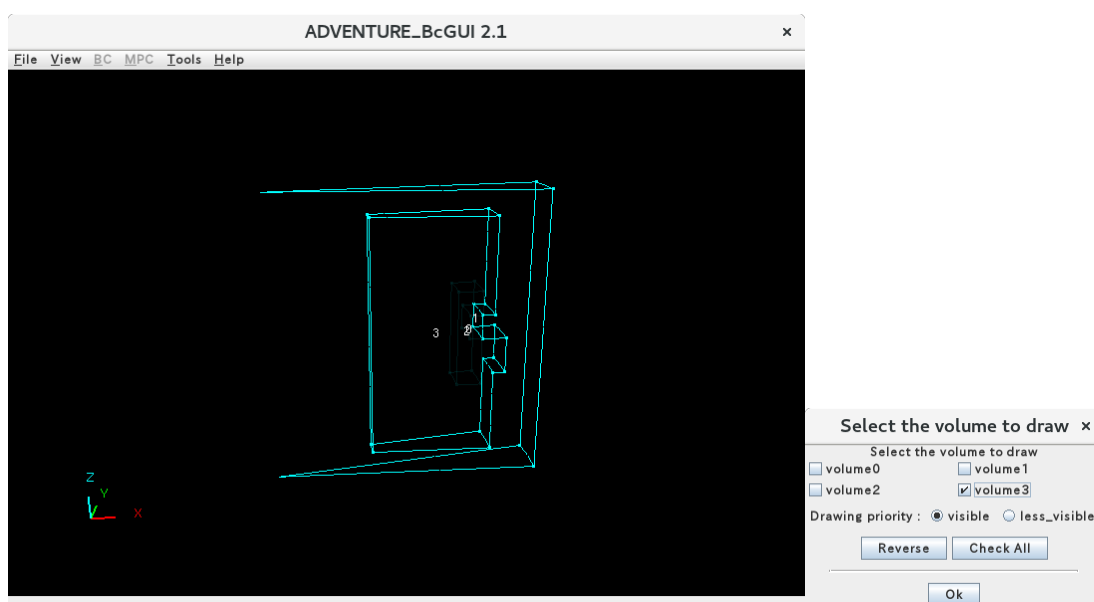 ADVENTURE_BcGUI 2.1 ×
File View BC MPC Tools Help
1
3 2
Z
Y
X
Select the volume to draw ×
Select the volume to draw
volume0 volume1
volume2 volume3
Drawing priority : visible less_visible
Reverse Check All
Ok